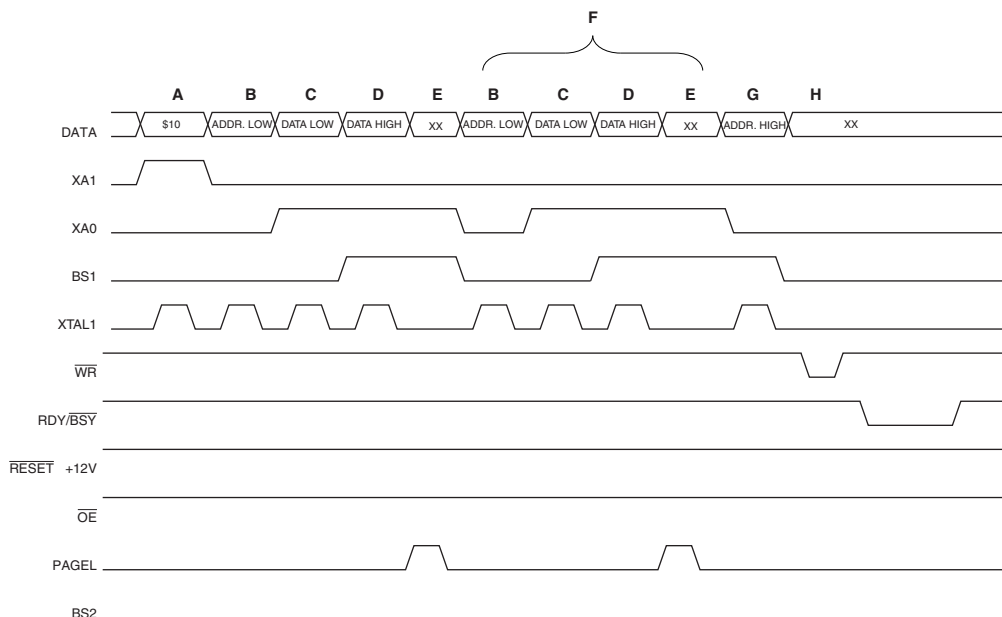 F
A B C D E B C D E G H
DATA $10 ADDR. LOW DATA LOW DATA HIGH XX ADDR. LOW DATA LOW DATA HIGH XX ADDR. HIGH XX
XA1
XA0
BS1
XTAL1
WR
RDY/BSY
RESET +12V
OE
PAGEL
BS2